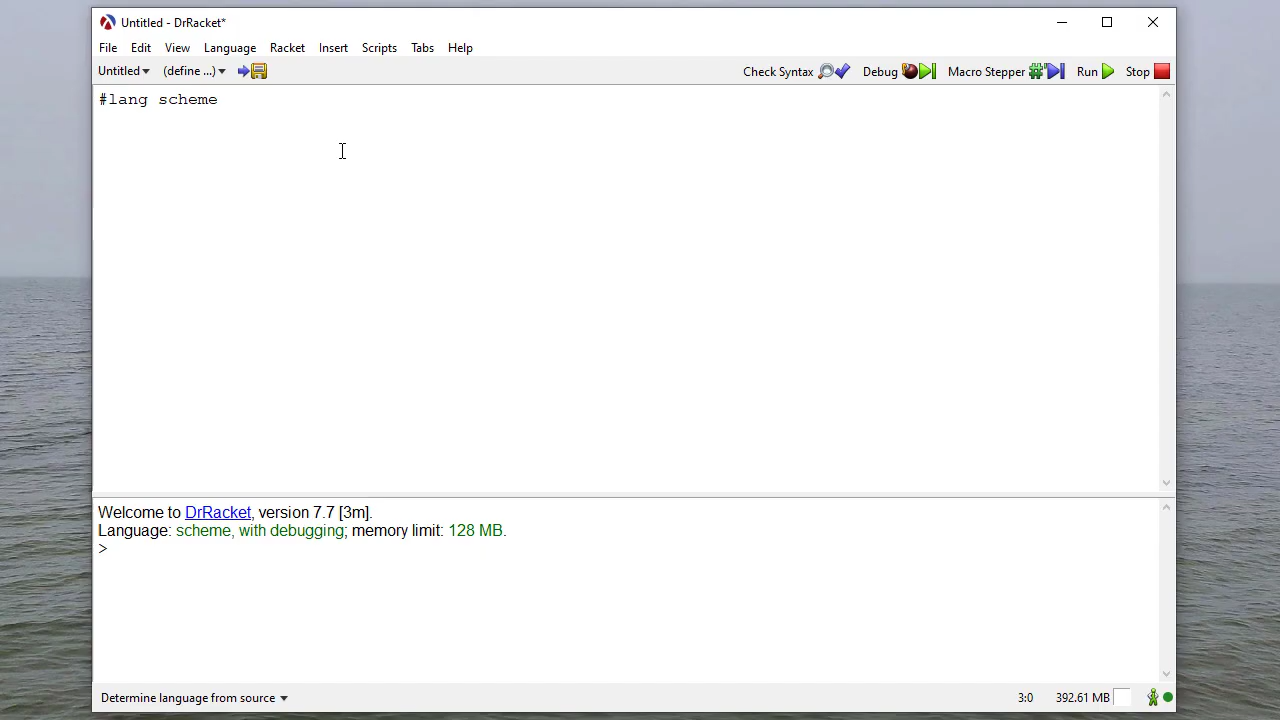 Untitled - DrRacket*
File Edit View Language Racket Insert Scripts Tabs Help
Untitled (define ...) Check Syntax Debug Macro Stepper Run Stop
#lang scheme
Welcome to DrRacket, version 7.7 [3m].
Language: scheme, with debugging; memory limit: 128 MB.
>
Determine language from source 3:0 392.61 MB